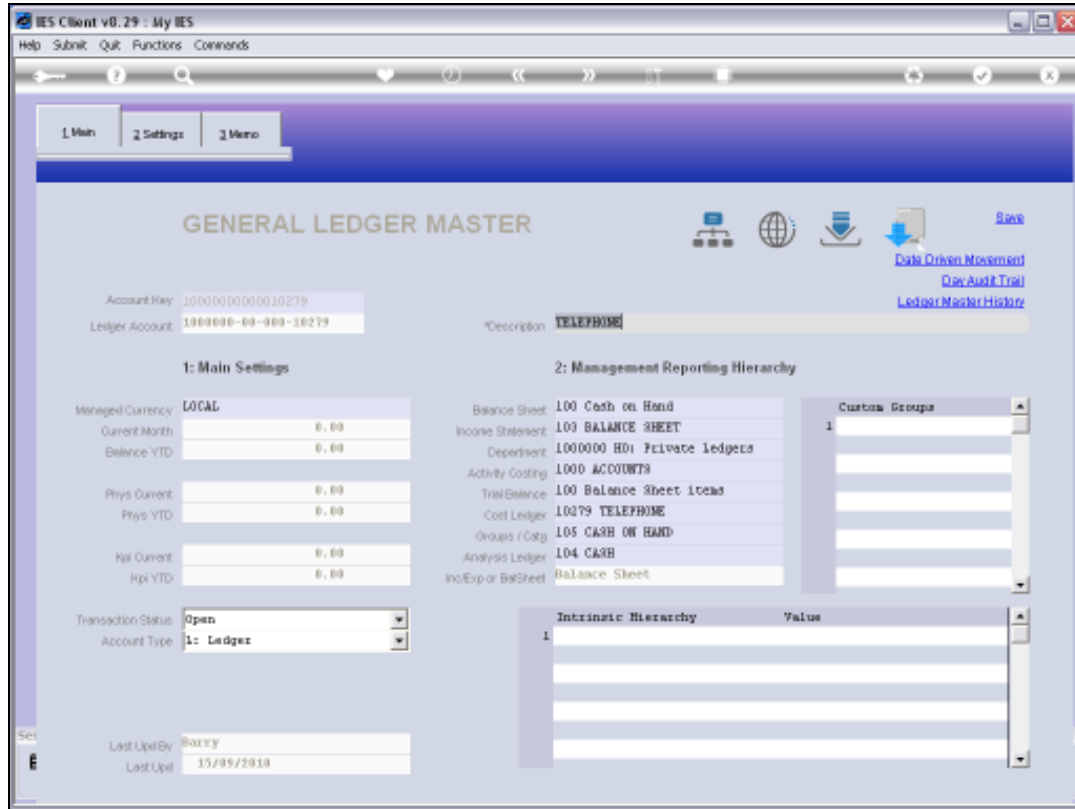 IES Client v8.29 : My IES
Help Submit Quit Functions Commands
1 Main 2 Settings 3 Memo
GENERAL LEDGER MASTER
Save
Date Driven Movement
Day Audit Trail
Ledger Master History
Account Key 10000000000010279
Ledger Account 1000000-00-000-10279
*Description TELEPHONE
1: Main Settings
2: Management Reporting Hierarchy
Managed Currency LOCAL
Current Month 0.00
Balance YTD 0.00
Phys Current 0.00
Phys YTD 0.00
Kpi Current 0.00
Kpi YTD 0.00
Balance Sheet 100 Cash on Hand
Income Statement 103 BALANCE SHEET
Department 1000000 HO: Private ledgers
Activity Costing 1000 ACCOUNTS
Trial Balance 100 Balance Sheet items
Cost Ledger 10279 TELEPHONE
Groups / Catg 105 CASH ON HAND
Analysis Ledger 104 CASH
Inc/Exp or BalSheet Balance Sheet
Custom Groups
1
Transaction Status Open
Account Type 1: Ledger
Intrinsic Hierarchy Value
1
Last Upd By Barry
Last Upd 15/09/2010